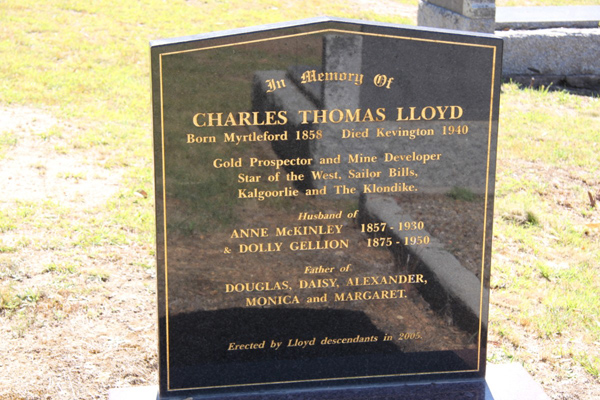 In Memory Of
CHARLES THOMAS LLOYD
Born Myrtleford 1858 Died Kevington 1940
Gold Prospector and Mine Developer
Star of the West, Sailor Bills,
Kalgoorlie and The Klondike.
Husband of
ANNE McKINLEY 1857 - 1930
& DOLLY GELLION 1875 - 1950
Father of
DOUGLAS, DAISY, ALEXANDER,
MONICA and MARGARET.
Erected by Lloyd descendants in 2005.